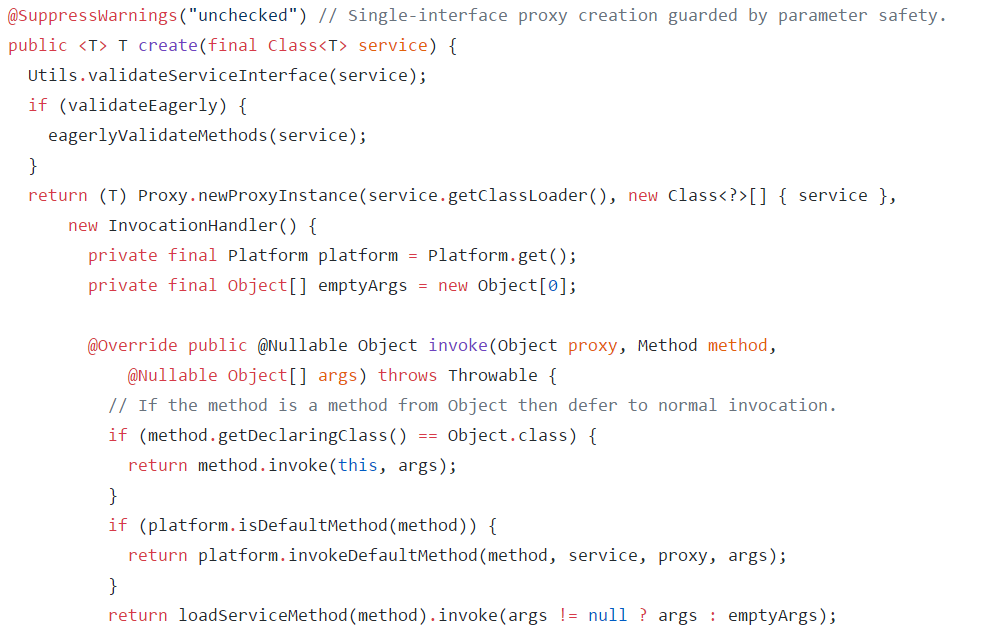 @SuppressWarnings("unchecked") // Single-interface proxy creation guarded by parameter safety.
public <T> T create(final Class<T> service) {
  Utils.validateServiceInterface(service);
  if (validateEagerly) {
    eagerlyValidateMethods(service);
  }
  return (T) Proxy.newProxyInstance(service.getClassLoader(), new Class<?>[] { service },
      new InvocationHandler() {
        private final Platform platform = Platform.get();
        private final Object[] emptyArgs = new Object[0];

        @Override public @Nullable Object invoke(Object proxy, Method method,
            @Nullable Object[] args) throws Throwable {
          // If the method is a method from Object then defer to normal invocation.
          if (method.getDeclaringClass() == Object.class) {
            return method.invoke(this, args);
          }
          if (platform.isDefaultMethod(method)) {
            return platform.invokeDefaultMethod(method, service, proxy, args);
          }
          return loadServiceMethod(method).invoke(args != null ? args : emptyArgs);